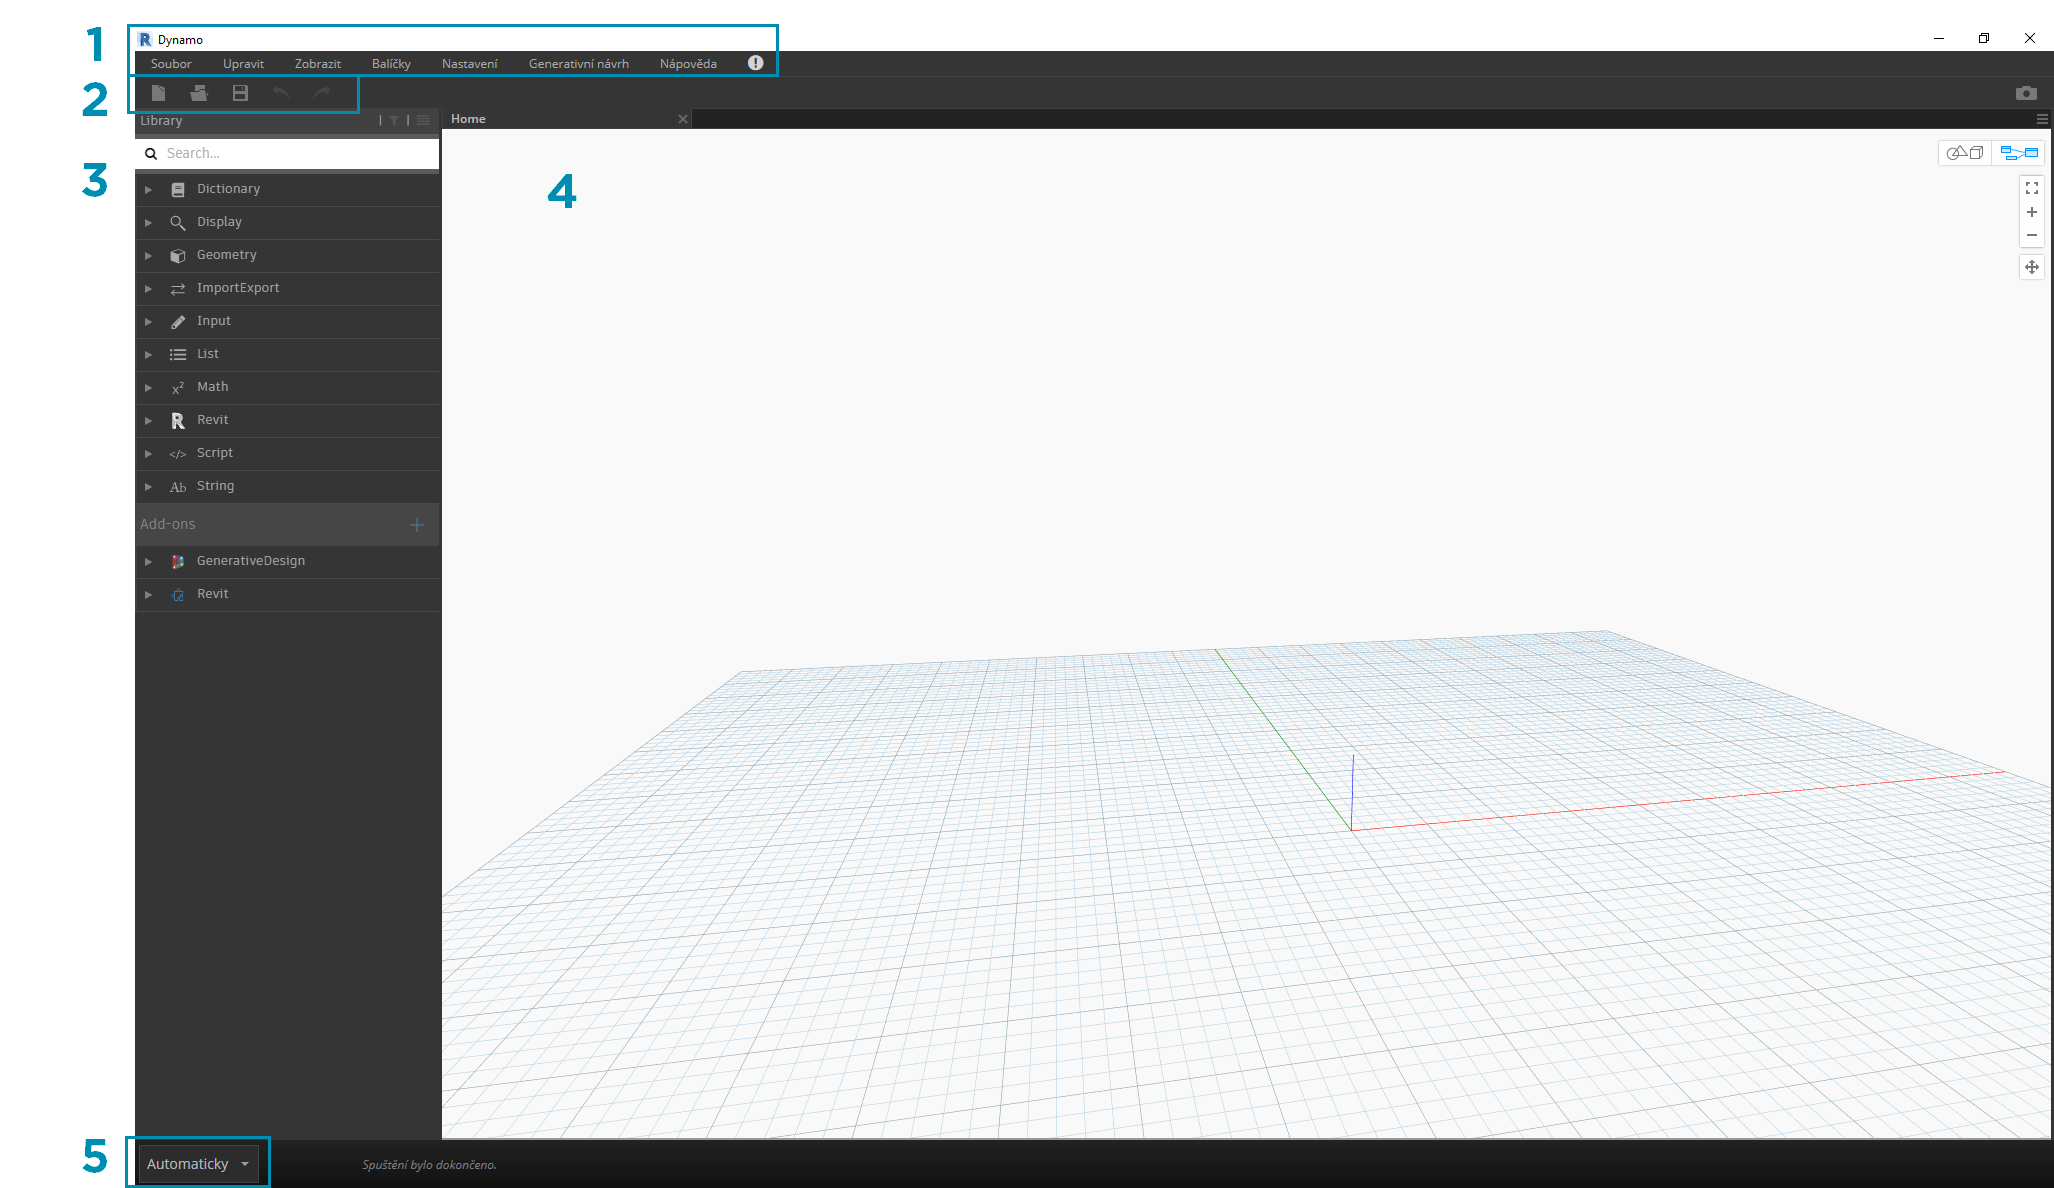 1
Dynamo
Soubor Upravit Zobrazit Balíčky Nastavení Generativní návrh Nápověda
2
Library
Home
Search...
3
4
Dictionary
Display
Geometry
ImportExport
Input
List
Math
Revit
Script
Ab String
Add-ons
GenerativeDesign
Revit
5
Automaticky
Spuštění bylo dokončeno.